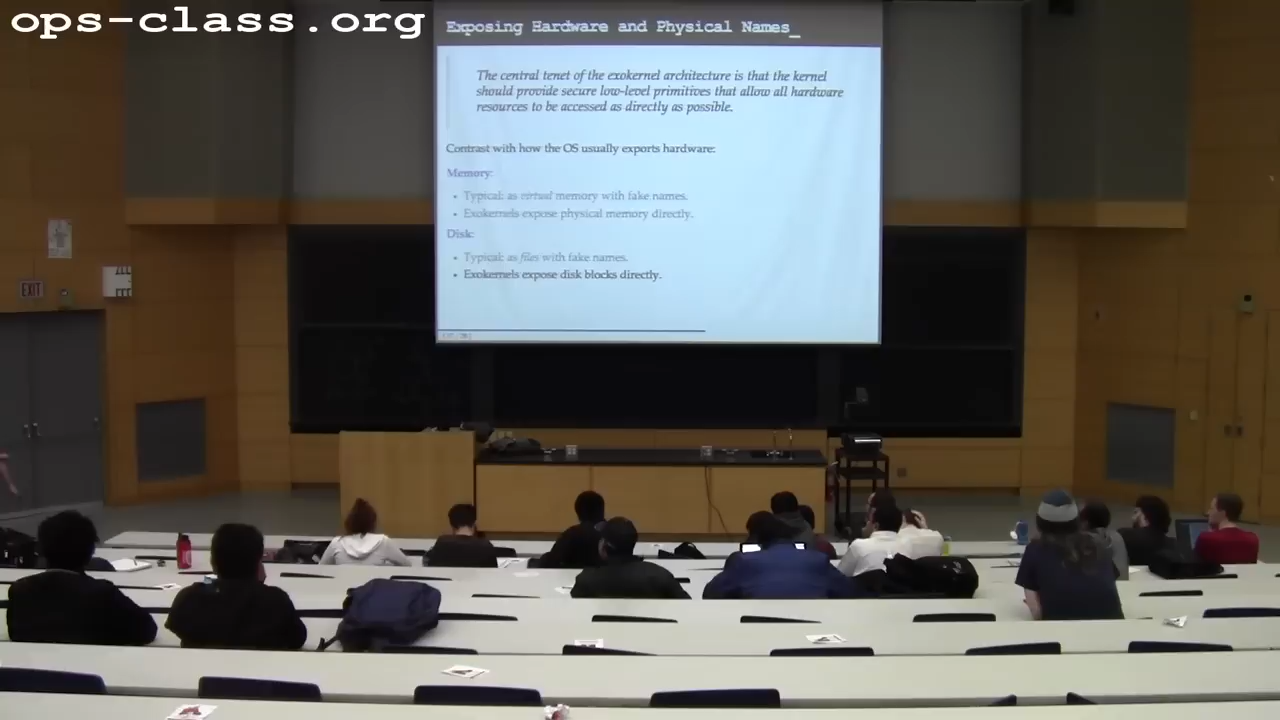 ops-class.org
Exposing Hardware and Physical Names_
The central tenet of the exokernel architecture is that the kernel
should provide secure low-level primitives that allow all hardware
resources to be accessed as directly as possible.
Contrast with how the OS usually exports hardware:
Memory:
• Typical: as virtual memory with fake names.
• Exokernels expose physical memory directly.
Disk:
• Typical: as files with fake names.
• Exokernels expose disk blocks directly.
EXIT